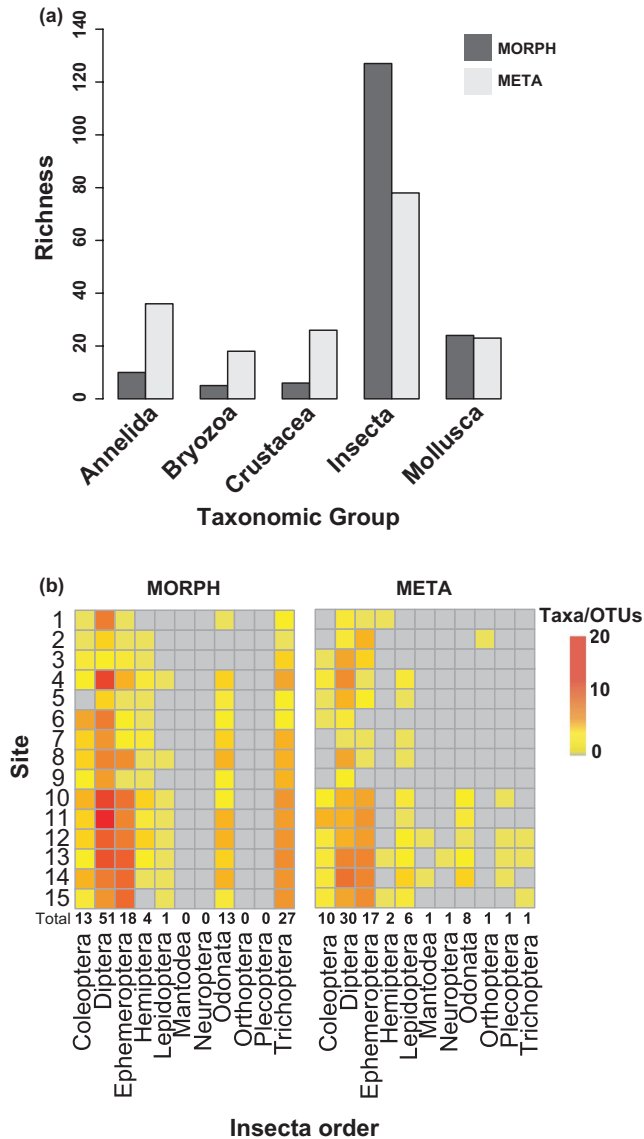 (a)
140
120
100
80
60
40
20
0
Richness
MORPH
META
Annelida
Bryozoa
Crustacea
Insecta
Mollusca
Taxonomic Group
(b)
MORPH
META
Taxa/OTUs
20
10
0
Site
1
2
3
4
5
6
7
8
9
10
11
12
13
14
15
Total 13 51 18 4 1 0 0 13 0 0 27
10 30 17 2 6 1 1 8 1 1 1
Coleoptera
Diptera
Ephemeroptera
Hemiptera
Lepidoptera
Mantodea
Neuroptera
Odonata
Orthoptera
Plecoptera
Trichoptera
Coleoptera
Diptera
Ephemeroptera
Hemiptera
Lepidoptera
Mantodea
Neuroptera
Odonata
Orthoptera
Plecoptera
Trichoptera
Insecta order